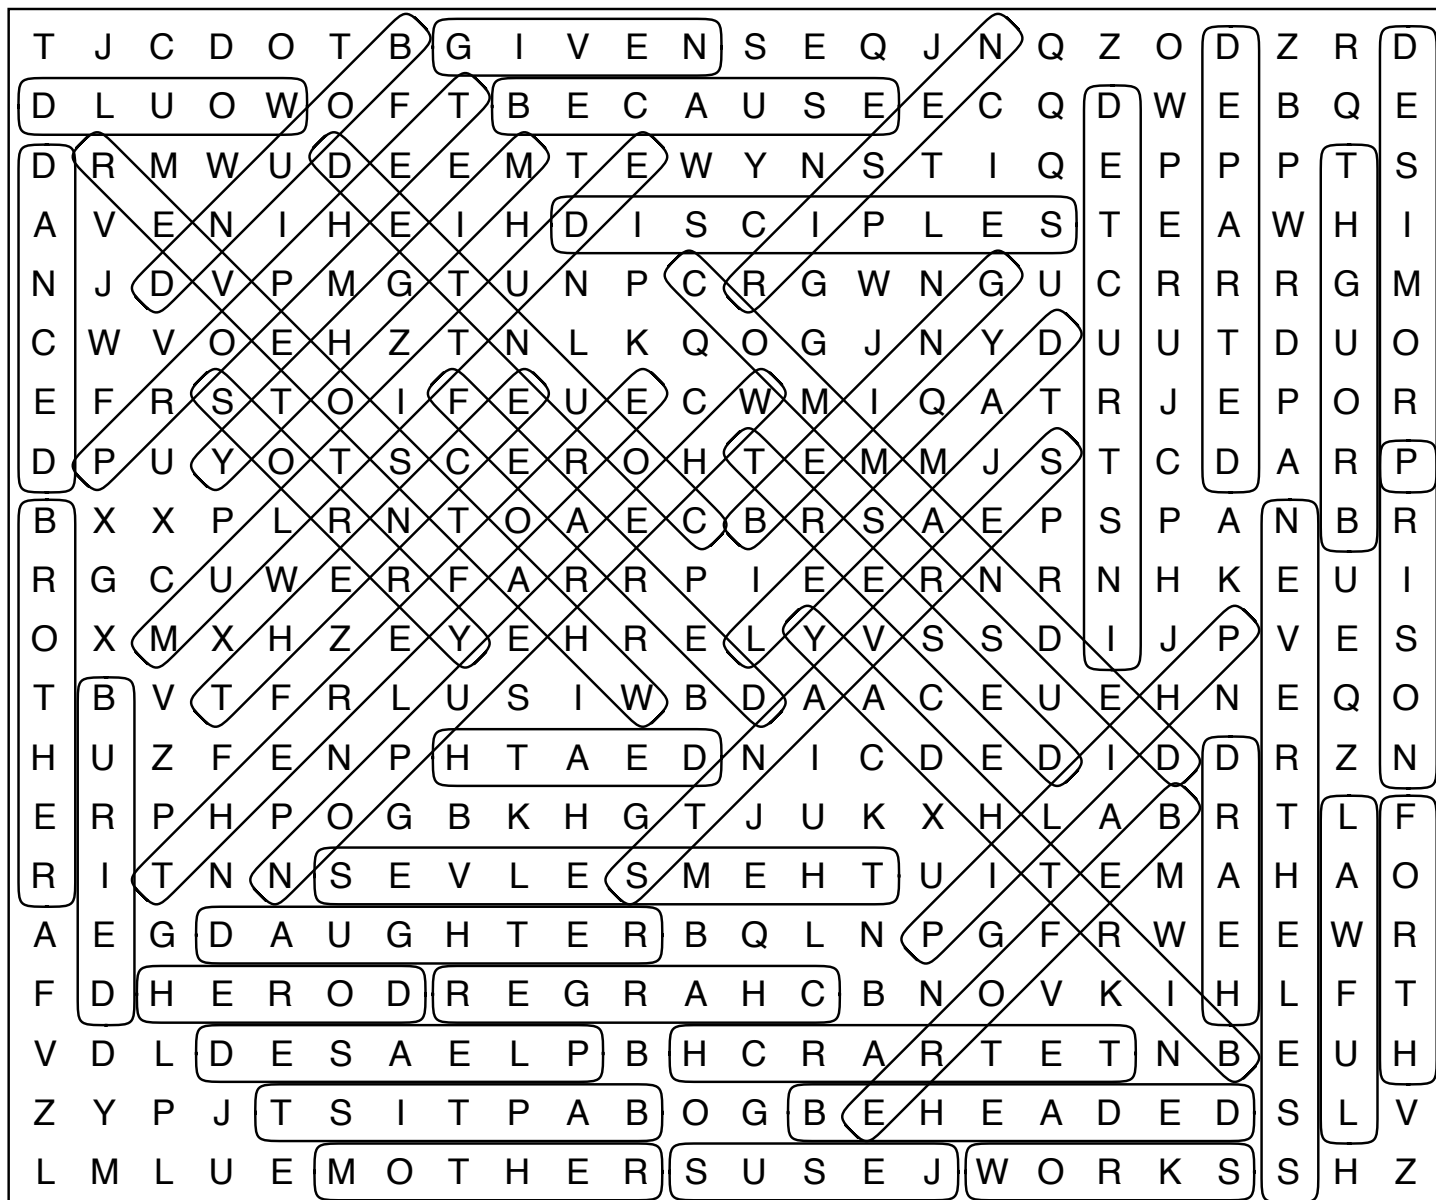 T J C D O T B G I V E N S E Q J N Q Z O D Z R D
D L U O W O F T B E C A U S E E C Q D W E B Q E
D R M W U D E E M T E W Y N S T I Q E P P P T S
A V E N I H E I H D I S C I P L E S T E A W H I
N J D V P M G T U N P C R G W N G U C R R R G M
C W V O E H Z T N L K Q O G J N Y D U U T D U O
E F R S T O I F E U E C W M I Q A T R J E P O R
D P U Y O T S C E R O H T E M M J S T C D A R P
B X X P L R N T O A E C B R S A E P S P A N B R
R G C U W E R F A R R P I E E R N R N H K E U I
O X M X H Z E Y E H R E L Y V S S D I J P V E S
T B V T F R L U S I W B D A A C E U E H N E Q O
H U Z F E N P H T A E D N I C D E D I D D R Z N
E R P H P O G B K H G T J U K X H L A B R T L F
R I T N N S E V L E S M E H T U I T E M A H A O
A E G D A U G H T E R B Q L N P G F R W E E W R
F D H E R O D R E G R A H C B N O V K I H L F T
V D L D E S A E L P B H C R A R T E T N B E U H
Z Y P J T S I T P A B O G B E H E A D E D S L V
L M L U E M O T H E R S U S E J W O R K S S H Z